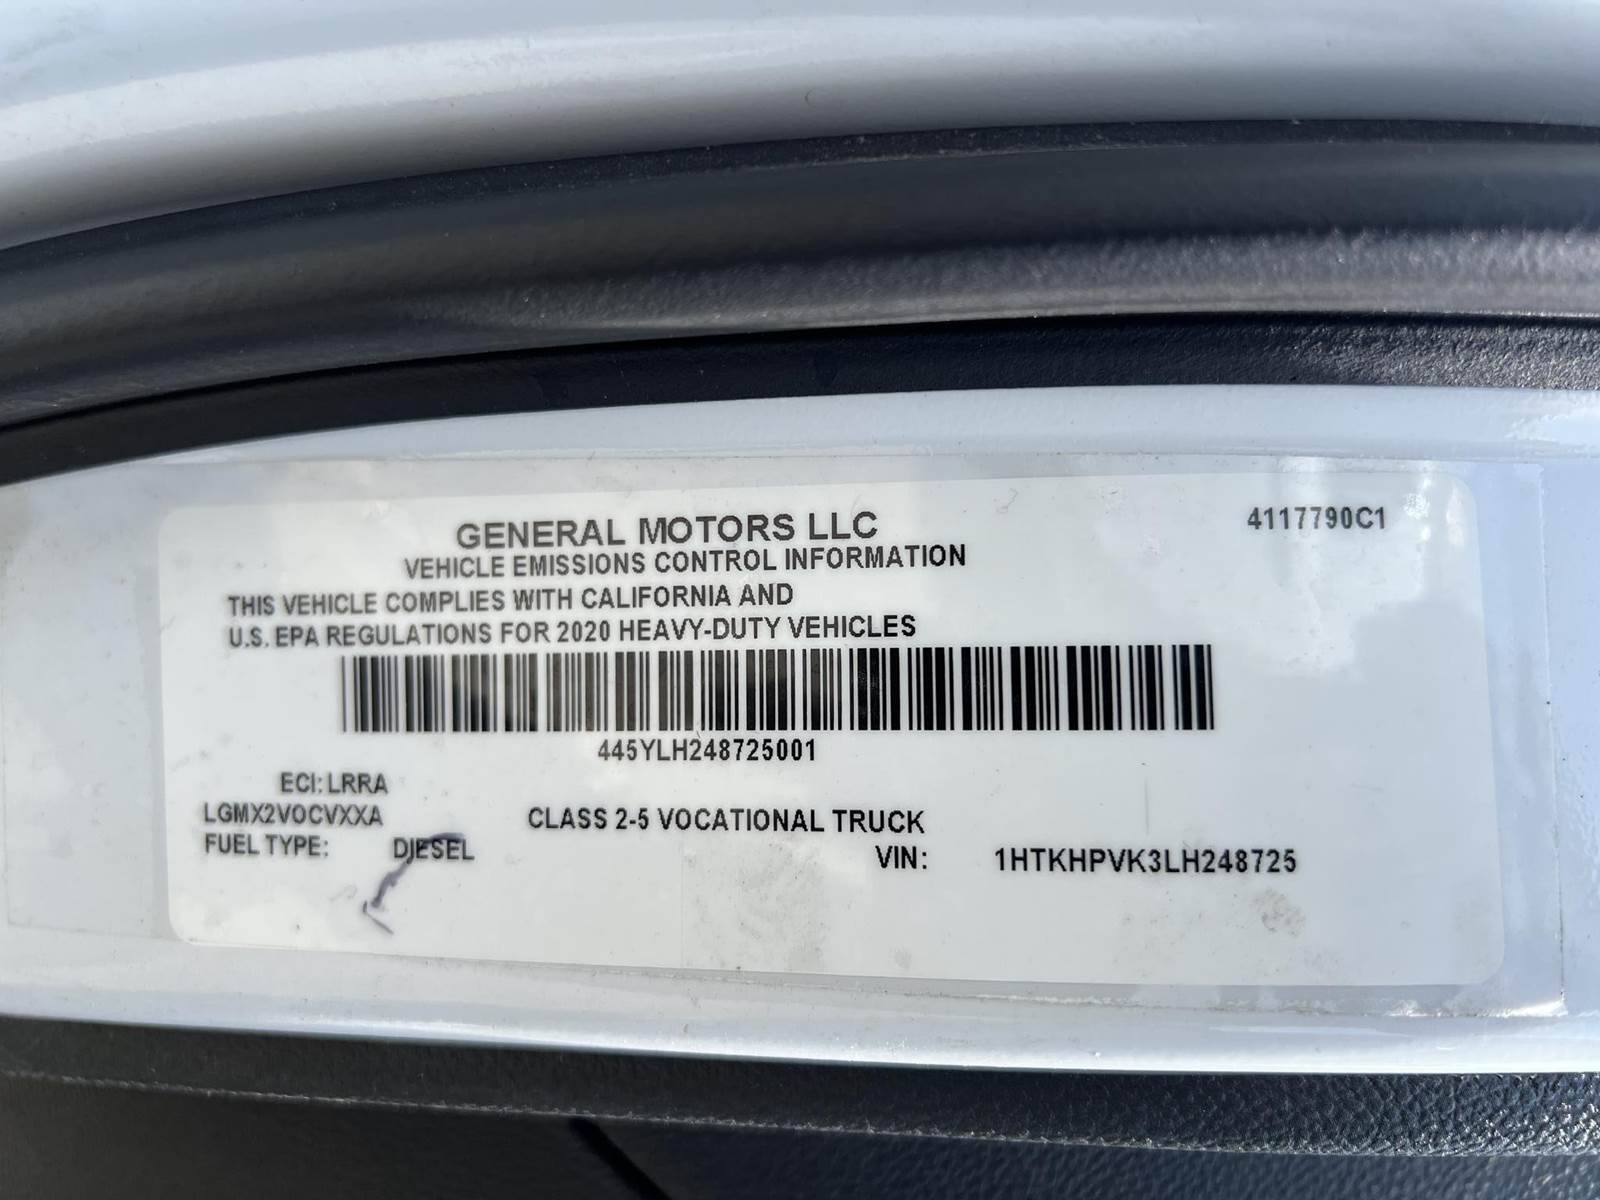 GENERAL MOTORS LLC
4117790C1
VEHICLE EMISSIONS CONTROL INFORMATION
THIS VEHICLE COMPLIES WITH CALIFORNIA AND
U.S. EPA REGULATIONS FOR 2020 HEAVY-DUTY VEHICLES
445YLH248725001
ECI: LRRA
LGMX2VOCVXXA
CLASS 2-5 VOCATIONAL TRUCK
FUEL TYPE: DIESEL
VIN: 1HTKHPVK3LH248725